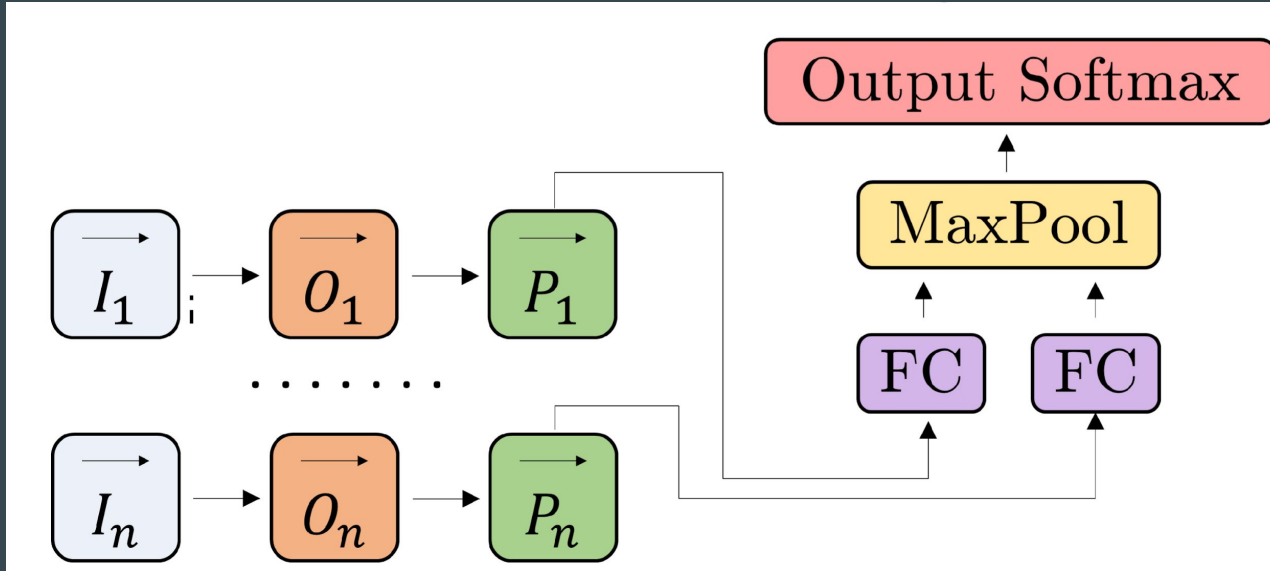 Output Softmax
MaxPool
I₁ ; O₁ P₁
FC FC
. . . . . . .
Iₙ Oₙ Pₙ